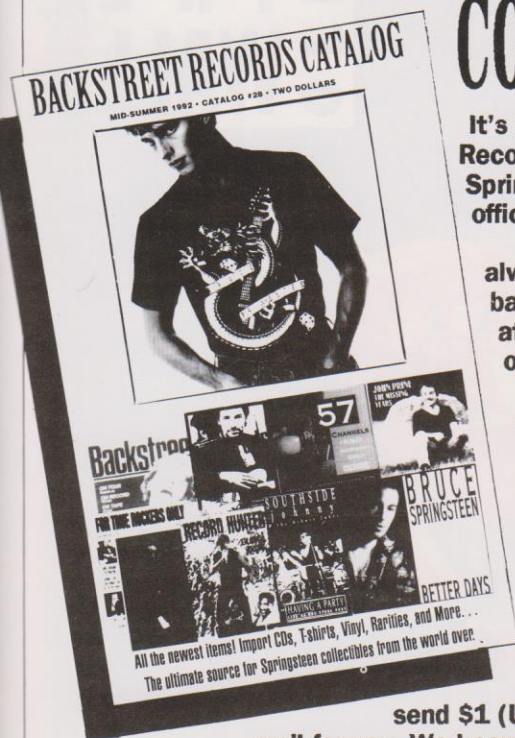 BACKSTREET RECORDS CATALOG
MID-SUMMER 1992 • CATALOG #28 • TWO DOLLARS
Backstree
FOR TRUE ROCKERS ONLY
57
CHANNELS
JOHN PRINE
THE MISSING
YEARS
RECORD HUNTER
SOUTHSIDE
JOHNNY
HAVING A PARTY
BRUCE
SPRINGSTEEN
BETTER DAYS
All the newest items! Import CDs, T-shirts, Vinyl, Rarities, and More. . .
The ultimate source for Springsteen collectibles from the world over. .
CO
It's
Reco
Sprin
offic
alw
ba
af
o
send $1 (U